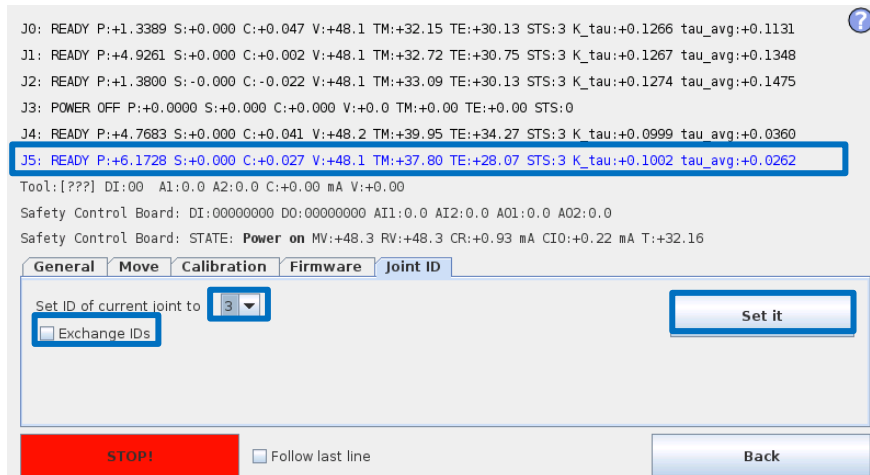 J0: READY P:+1.3389 S:+0.000 C:+0.047 V:+48.1 TM:+32.15 TE:+30.13 STS:3 K_tau:+0.1266 tau_avg:+0.1131
?
J1: READY P:+4.9261 S:+0.000 C:+0.002 V:+48.1 TM:+32.72 TE:+30.75 STS:3 K_tau:+0.1267 tau_avg:+0.1348
J2: READY P:+1.3800 S:-0.000 C:-0.022 V:+48.1 TM:+33.09 TE:+30.13 STS:3 K_tau:+0.1274 tau_avg:+0.1475
J3: POWER OFF P:+0.0000 S:+0.000 C:+0.000 V:+0.0 TM:+0.00 TE:+0.00 STS:0
J4: READY P:+4.7683 S:+0.000 C:+0.041 V:+48.2 TM:+39.95 TE:+34.27 STS:3 K_tau:+0.0999 tau_avg:+0.0360
J5: READY P:+6.1728 S:+0.000 C:+0.027 V:+48.1 TM:+37.80 TE:+28.07 STS:3 K_tau:+0.1002 tau_avg:+0.0262
Tool:[???] DI:00 A1:0.0 A2:0.0 C:+0.00 mA V:+0.00
Safety Control Board: DI:00000000 DO:00000000 AI1:0.0 AI2:0.0 AO1:0.0 AO2:0.0
Safety Control Board: STATE: Power on MV:+48.3 RV:+48.3 CR:+0.93 mA CIO:+0.22 mA T:+32.16
General Move Calibration Firmware Joint ID
Set ID of current joint to 3
Set it
Exchange IDs
STOP! Follow last line Back